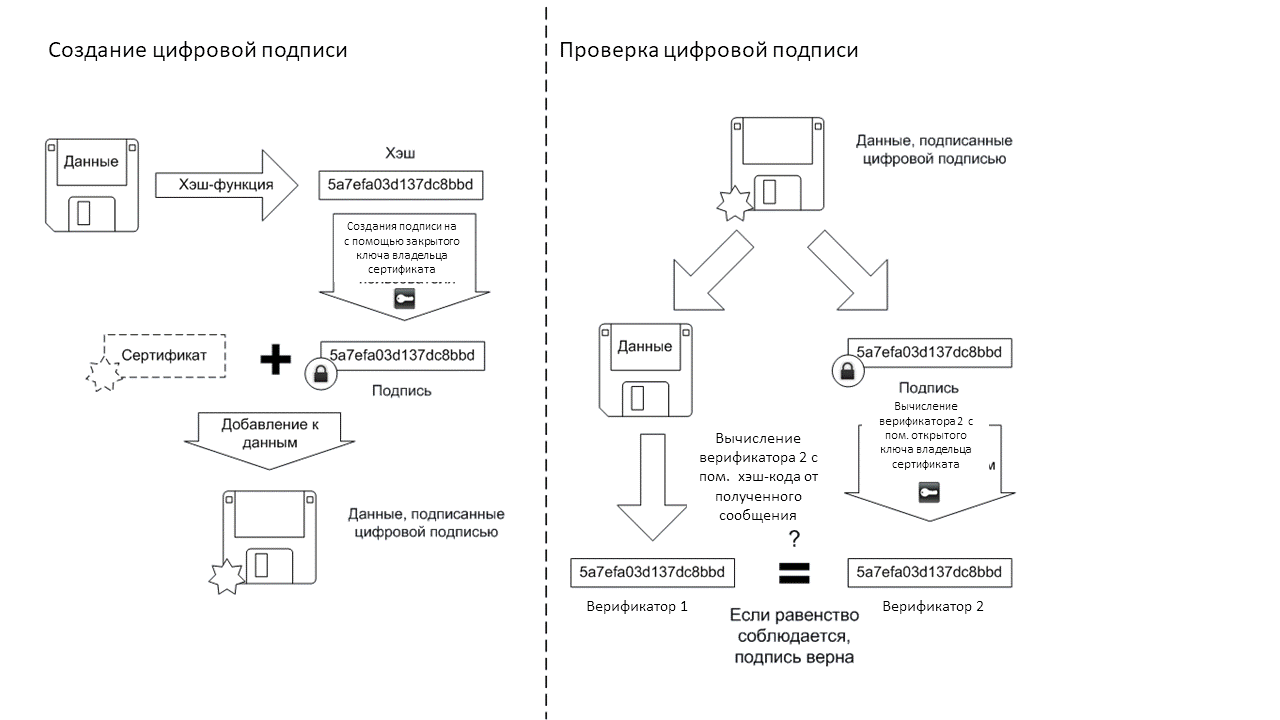 Создание цифровой подписи
Данные
Хэш-функция
Хэш
5a7efa03d137dc8bbd
Создания подписи на
с помощью закрытого
ключа владельца
сертификата
Сертификат
5a7efa03d137dc8bbd
Подпись
Добавление к
данным
Данные, подписанные
цифровой подписью
Проверка цифровой подписи
Данные, подписанные
цифровой подписью
Данные
5a7efa03d137dc8bbd
Подпись
Вычисление
верификатора2 с
пом. открытого
ключа владельца
сертификата
Вычисление
верификатора 2 с
пом. хэш-кода от
полученного
сообщения
?
5a7efa03d137dc8bbd
=
5a7efa03d137dc8bbd
Верификатор 1
Верификатор 2
Если равенство
соблюдается,
подпись верна